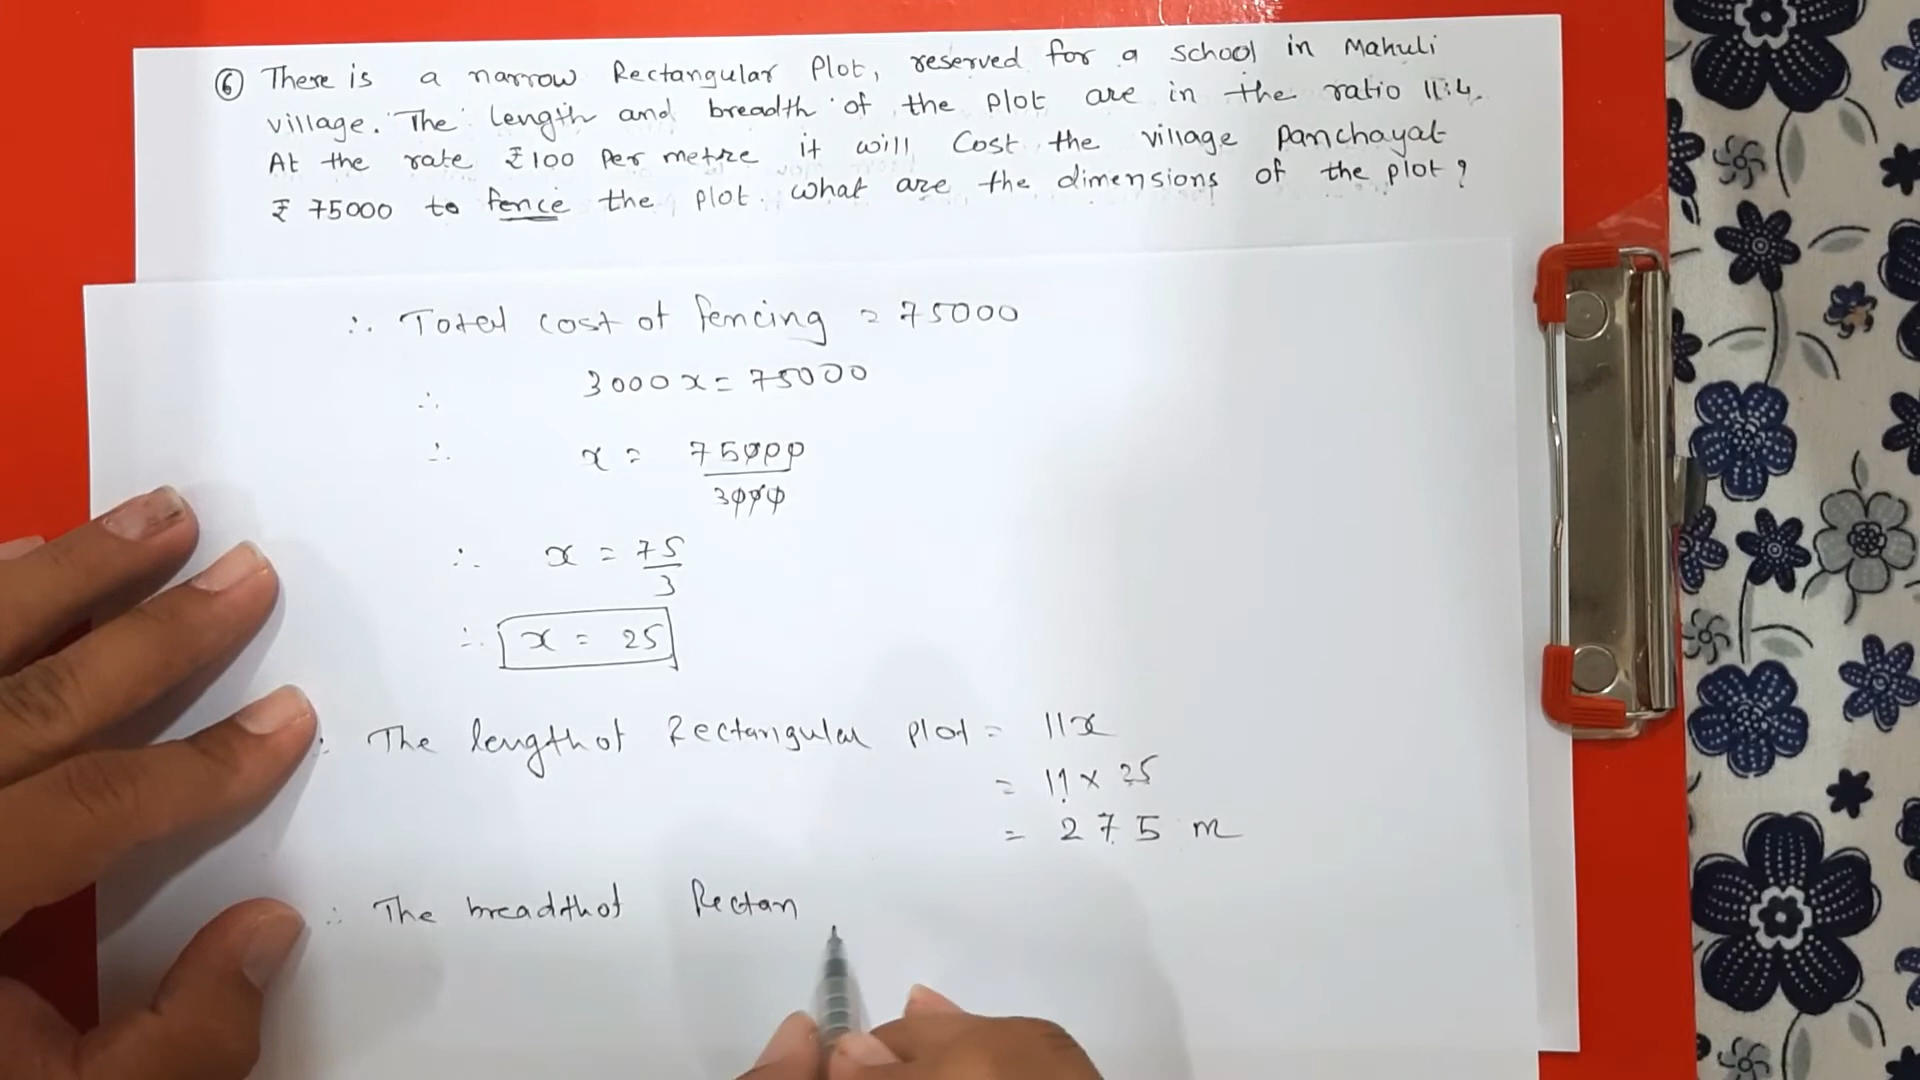 ⑥ There is a narrow Rectangular Plot, reserved for a school in Mahuli
village. The length and breadth of the plot are in the ratio 11:4.
At the rate ₹100 Per metre it will Cost the village Panchayat
₹ 75000 to fence the plot. what are the dimensions of the plot?
∴ Total cost of fencing = 75000
∴ 3000x = 75000
∴ x = 75000/3000
∴ x = 75/3
∴ x = 25
∴ The length of Rectangular plot = 11x
= 11 × 25
= 275 m
∴ The breadth of Rectan